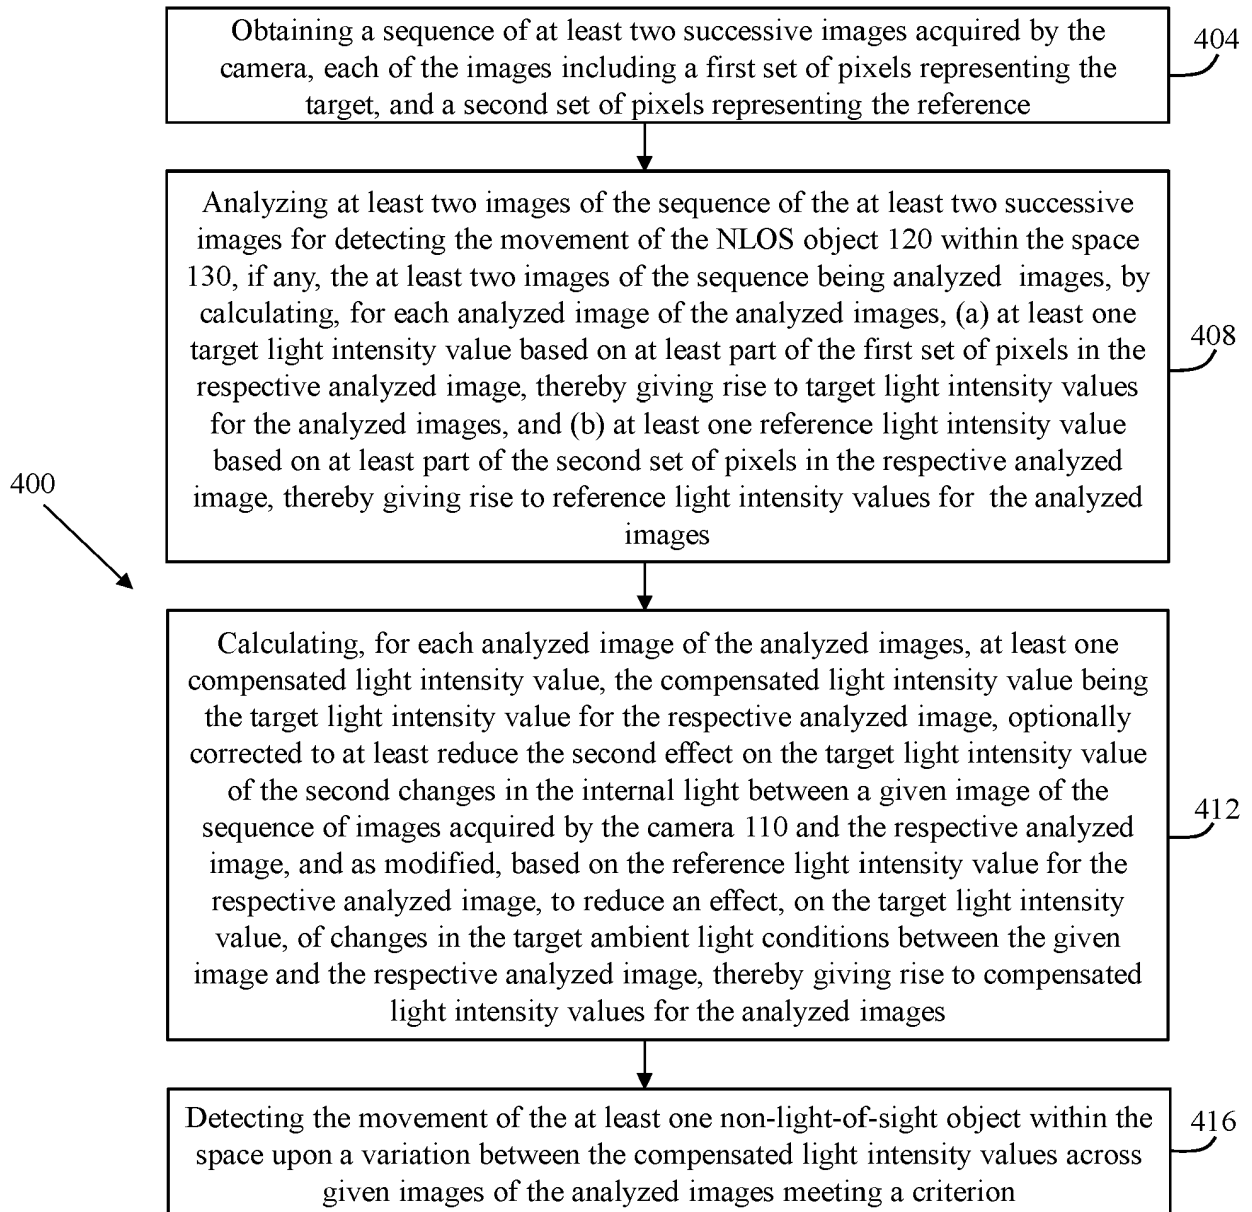 Obtaining a sequence of at least two successive images acquired by the
camera, each of the images including a first set of pixels representing the
target, and a second set of pixels representing the reference
404
Analyzing at least two images of the sequence of the at least two successive
images for detecting the movement of the NLOS object 120 within the space
130, if any, the at least two images of the sequence being analyzed images, by
calculating, for each analyzed image of the analyzed images, (a) at least one
target light intensity value based on at least part of the first set of pixels in the
respective analyzed image, thereby giving rise to target light intensity values
for the analyzed images, and (b) at least one reference light intensity value
based on at least part of the second set of pixels in the respective analyzed
image, thereby giving rise to reference light intensity values for the analyzed
images
408
400
Calculating, for each analyzed image of the analyzed images, at least one
compensated light intensity value, the compensated light intensity value being
the target light intensity value for the respective analyzed image, optionally
corrected to at least reduce the second effect on the target light intensity value
of the second changes in the internal light between a given image of the
sequence of images acquired by the camera 110 and the respective analyzed
image, and as modified, based on the reference light intensity value for the
respective analyzed image, to reduce an effect, on the target light intensity
value, of changes in the target ambient light conditions between the given
image and the respective analyzed image, thereby giving rise to compensated
light intensity values for the analyzed images
412
Detecting the movement of the at least one non-light-of-sight object within the
space upon a variation between the compensated light intensity values across
given images of the analyzed images meeting a criterion
416